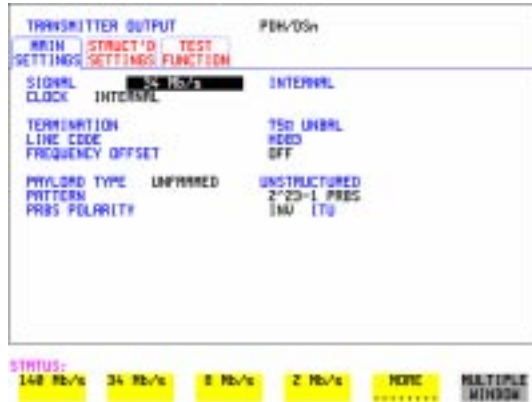 TRANSMITTER OUTPUT PDH/DSn
MAIN STRUCT'D TEST
SETTINGS SETTINGS FUNCTION
SIGNAL 34 Mb/s INTERNAL
CLOCK INTERNAL
TERMINATION 75Ω UNBAL
LINE CODE HDB3
FREQUENCY OFFSET OFF
PAYLOAD TYPE UNFRAMED UNSTRUCTURED
PATTERN 2^23-1 PRBS
PRBS POLARITY INV ITU
STATUS:
140 Mb/s 34 Mb/s 8 Mb/s 2 Mb/s MORE MULTIPLE
WINDOW